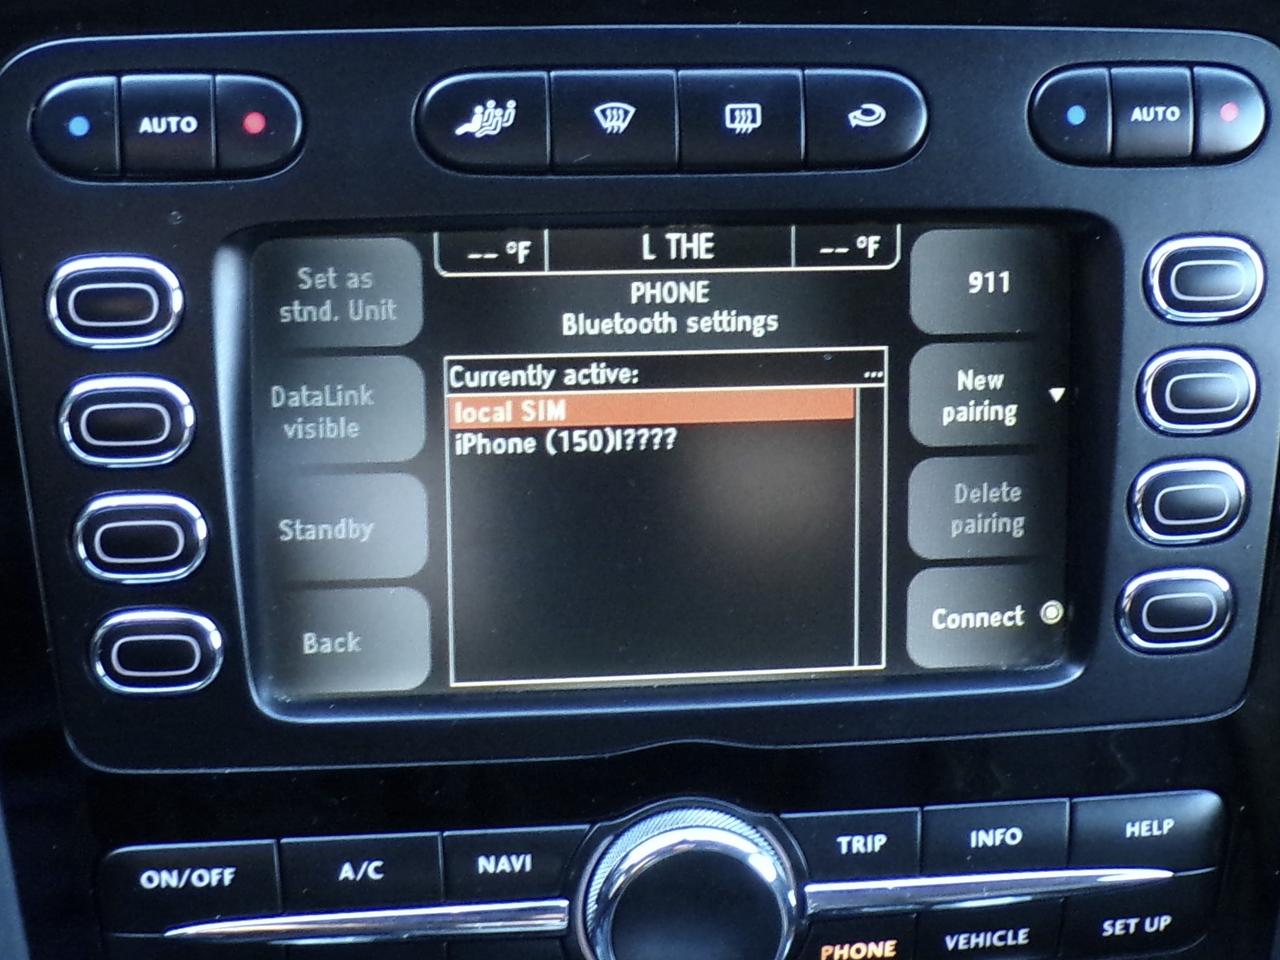 AUTO
AUTO
-- °F
L THE
-- °F
PHONE
Bluetooth settings
Set as
stnd. Unit
DataLink
visible
Standby
Back
Currently active:
...
local SIM
iPhone (150)I????
911
New
pairing
Delete
pairing
Connect
ON/OFF
A/C
NAVI
TRIP
INFO
HELP
PHONE
VEHICLE
SET UP